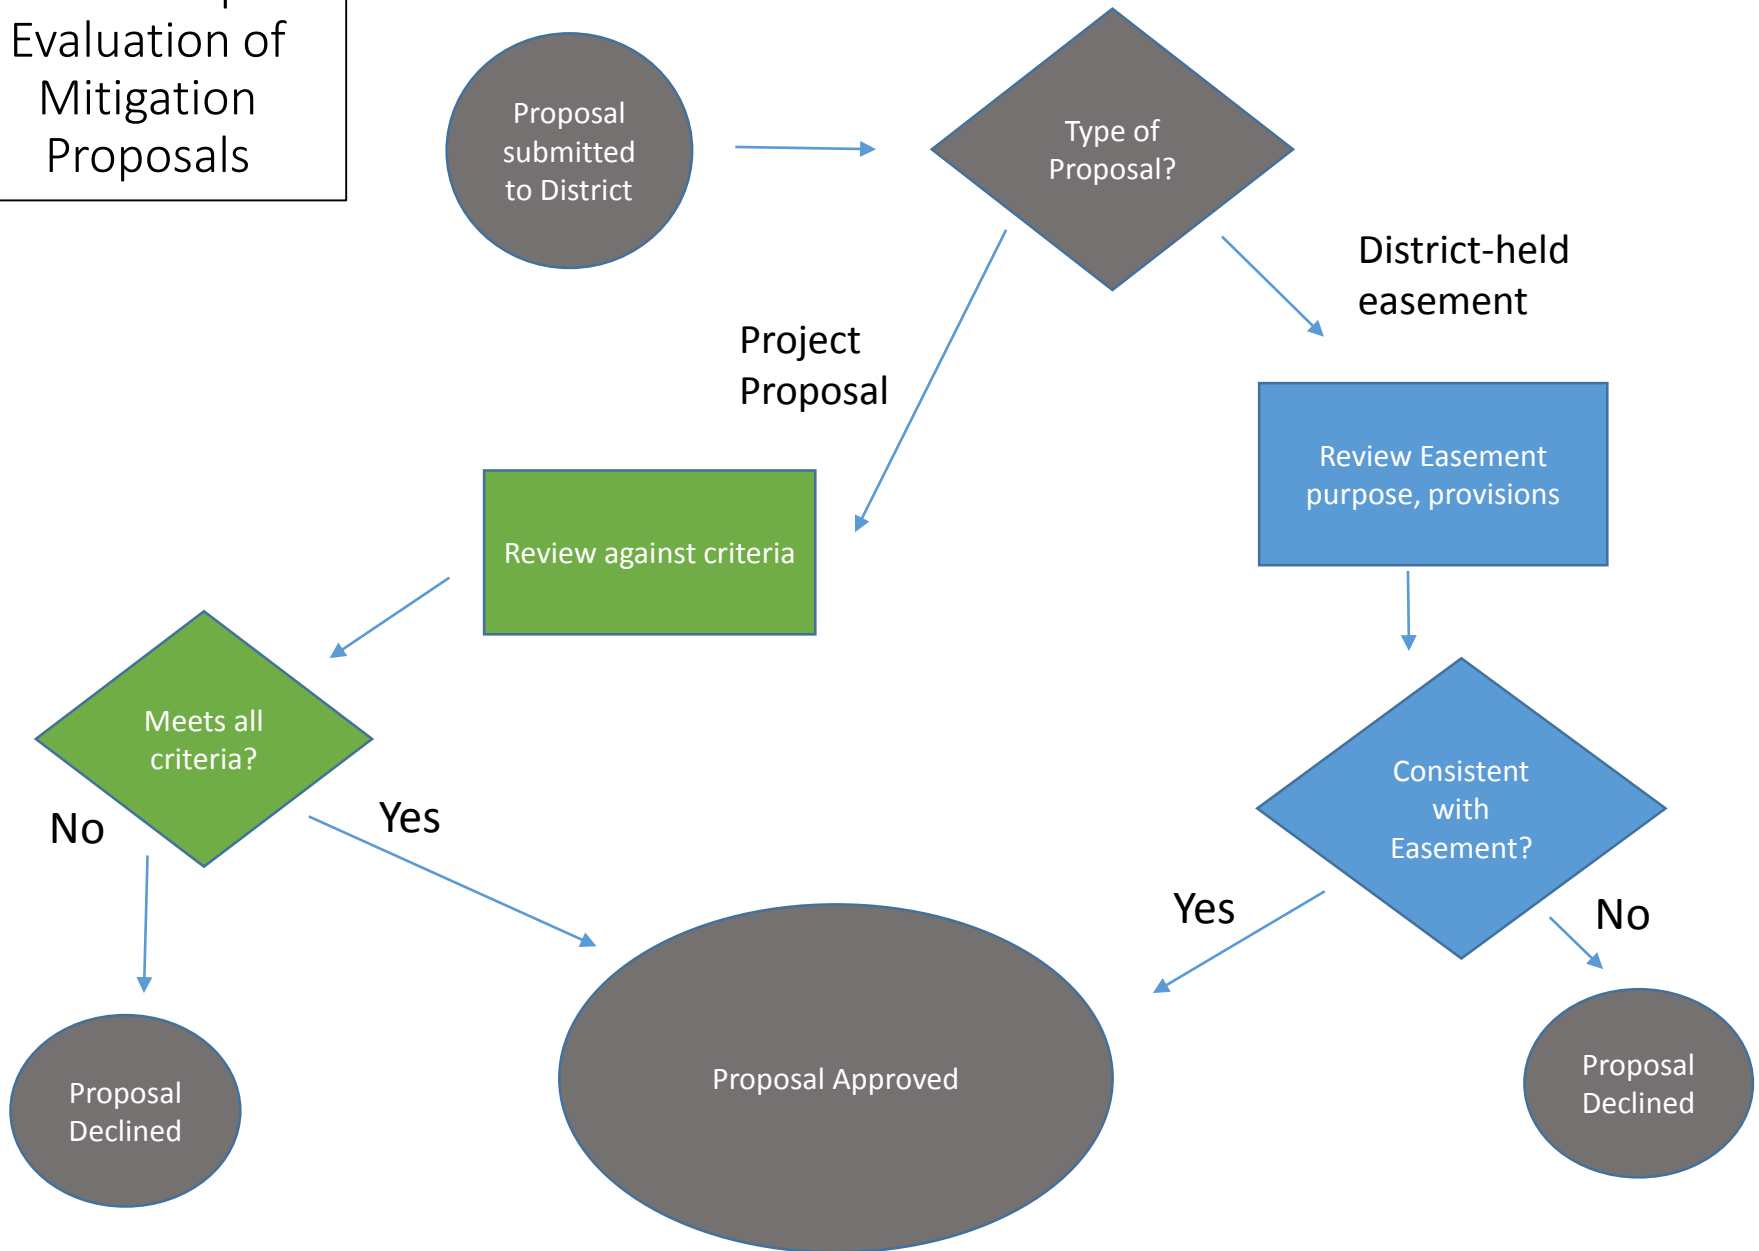 Evaluation of
Mitigation
Proposals
Proposal
submitted
to District
Type of
Proposal?
District-held
easement
Project
Proposal
Review Easement
purpose, provisions
Review against criteria
Meets all
criteria?
Consistent
with
Easement?
No
Yes
Yes
No
Proposal
Declined
Proposal Approved
Proposal
Declined